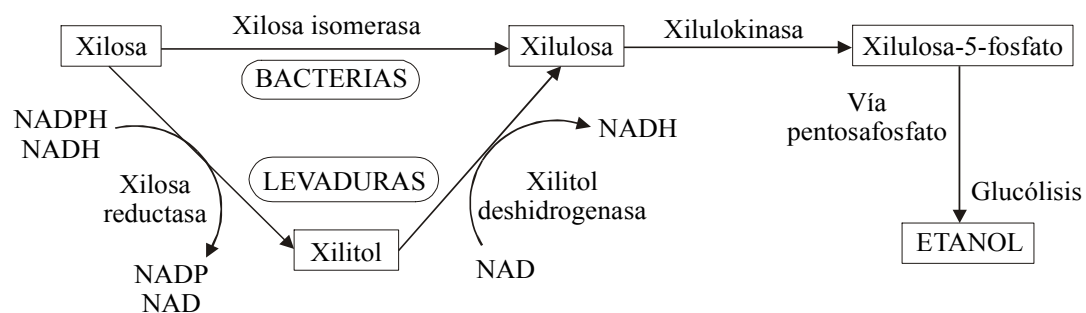 Xilosa
Xilosa isomerasa
Xilulosa
Xilulokinasa
Xilulosa-5-fosfato
BACTERIAS
NADPH
NADH
Xilosa
reductasa
NADP
NAD
LEVADURAS
Xilitol
NADH
Xilitol
deshidrogenasa
NAD
Vía
pentosafosfato
Glucólisis
ETANOL